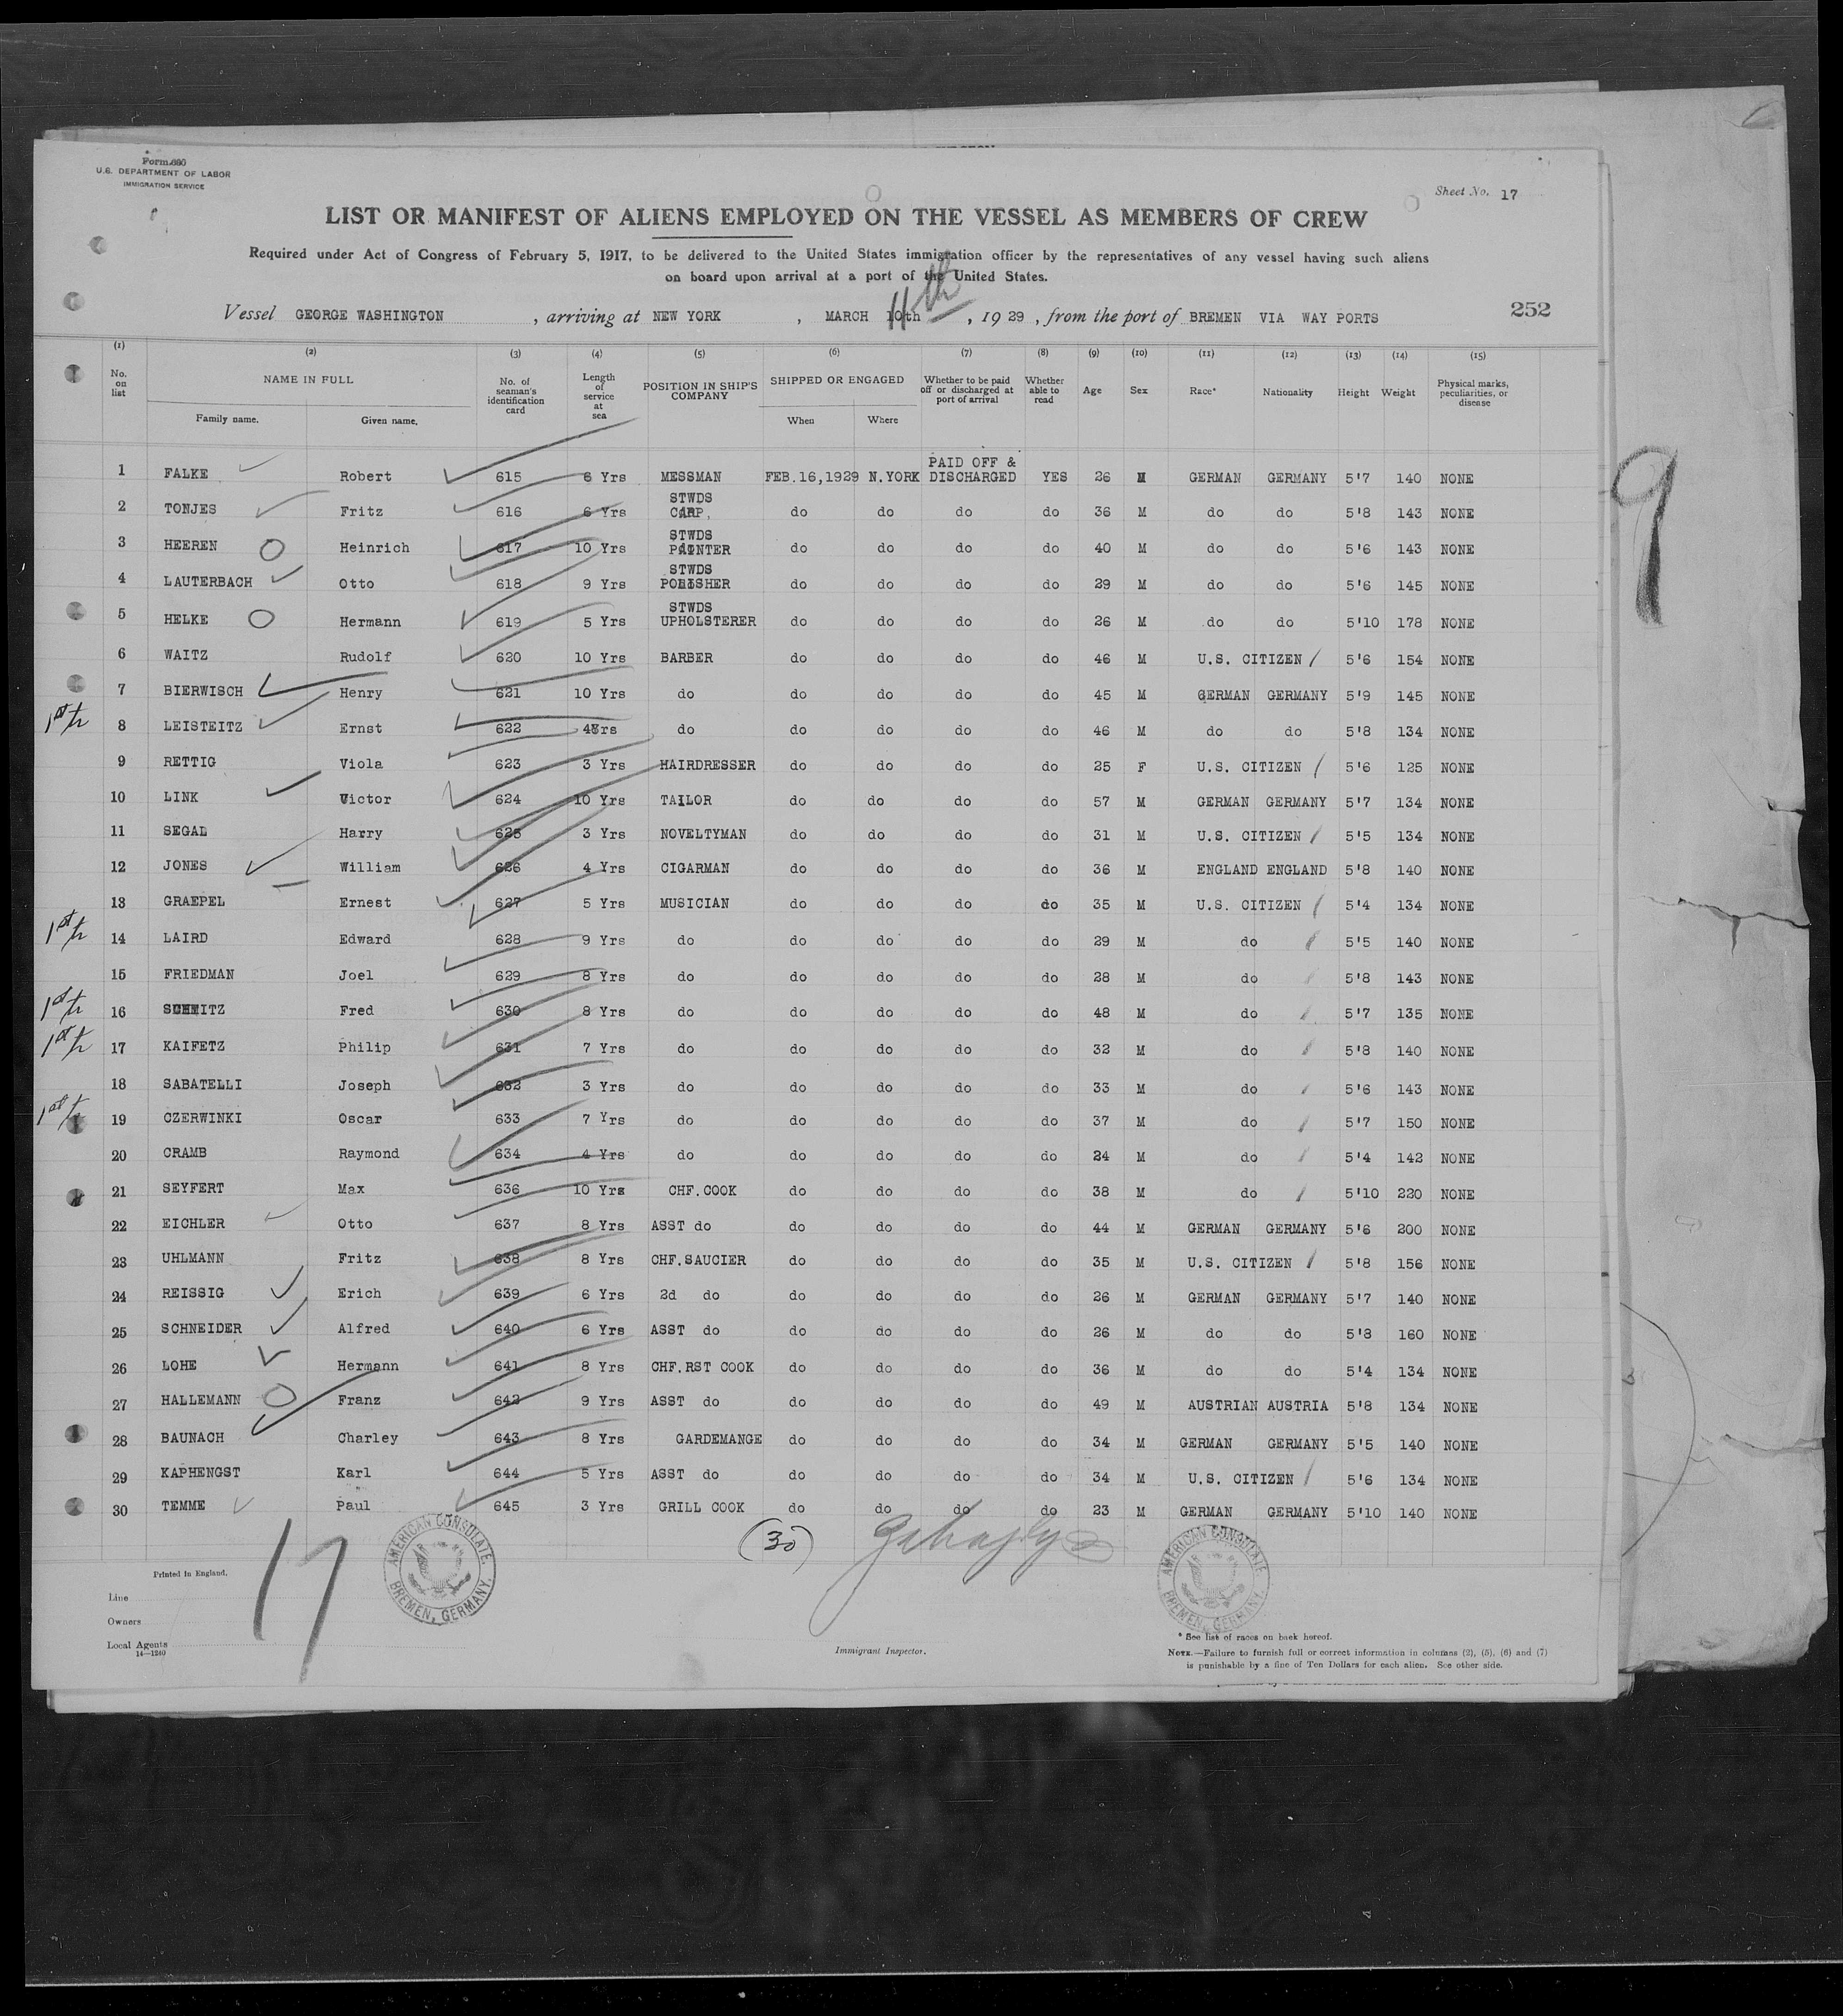 Form 680
U.S. DEPARTMENT OF LABOR
IMMIGRATION SERVICE
Sheet No. 17
LIST OR MANIFEST OF ALIENS EMPLOYED ON THE VESSEL AS MEMBERS OF CREW
Required under Act of Congress of February 5, 1917, to be delivered to the United States immigration officer by the representatives of any vessel having such aliens
on board upon arrival at a port of the United States.
Vessel GEORGE WASHINGTON, arriving at NEW YORK, MARCH 10th 11th, 1929, from the port of BREMEN VIA WAY PORTS 252
(1) (2) (3) (4) (5) (6) (7) (8) (9) (10) (11) (12) (13) (14) (15)
No. on list NAME IN FULL Family name. Given name. No. of seaman's identification card Length of service at sea POSITION IN SHIP'S COMPANY SHIPPED OR ENGAGED When Where Whether to be paid off or discharged at port of arrival Whether able to read Age Sex Race* Nationality Height Weight Physical marks, peculiarities, or disease
1 FALKE Robert 615 6 Yrs MESSMAN FEB.16,1929 N.YORK PAID OFF & DISCHARGED YES 26 M GERMAN GERMANY 5'7 140 NONE
2 TONJES Fritz 616 6 Yrs STWDS CARP, do do do do 36 M do do 5'8 143 NONE
3 HEEREN Heinrich 617 10 Yrs STWDS PAINTER do do do do 40 M do do 5'6 143 NONE
4 LAUTERBACH Otto 618 9 Yrs STWDS POLISHER do do do do 29 M do do 5'6 145 NONE
5 HELKE Hermann 619 5 Yrs STWDS UPHOLSTERER do do do do 26 M do do 5'10 178 NONE
6 WAITZ Rudolf 620 10 Yrs BARBER do do do do 46 M U.S. CITIZEN 5'6 154 NONE
7 BIERWISCH Henry 621 10 Yrs do do do do do 45 M GERMAN GERMANY 5'9 145 NONE
8 LEISTEITZ Ernst 622 4Yrs do do do do do 46 M do do 5'8 134 NONE
9 RETTIG Viola 623 3 Yrs HAIRDRESSER do do do do 25 F U.S. CITIZEN 5'6 125 NONE
10 LINK Victor 624 10 Yrs TAILOR do do do do 57 M GERMAN GERMANY 5'7 134 NONE
11 SEGAL Harry 625 3 Yrs NOVELTYMAN do do do do 31 M U.S. CITIZEN 5'5 134 NONE
12 JONES William 626 4 Yrs CIGARMAN do do do do 36 M ENGLAND ENGLAND 5'8 140 NONE
13 GRAEPEL Ernest 627 5 Yrs MUSICIAN do do do do 35 M U.S. CITIZEN 5'4 134 NONE
14 LAIRD Edward 628 9 Yrs do do do do do 29 M do 5'5 140 NONE
15 FRIEDMAN Joel 629 8 Yrs do do do do do 28 M do 5'8 143 NONE
16 SCHMITZ Fred 630 8 Yrs do do do do do 48 M do 5'7 135 NONE
17 KAIFETZ Philip 631 7 Yrs do do do do do 32 M do 5'8 140 NONE
18 SABATELLI Joseph 632 3 Yrs do do do do do 33 M do 5'6 143 NONE
19 CZERWINKI Oscar 633 7 Yrs do do do do do 37 M do 5'7 150 NONE
20 CRAMB Raymond 634 4 Yrs do do do do do 24 M do 5'4 142 NONE
21 SEYFERT Max 636 10 Yrs CHF.COOK do do do do 38 M do 5'10 220 NONE
22 EICHLER Otto 637 8 Yrs ASST do do do do do 44 M GERMAN GERMANY 5'6 200 NONE
23 UHLMANN Fritz 638 8 Yrs CHF.SAUCIER do do do do 35 M U.S. CITIZEN 5'8 156 NONE
24 REISSIG Erich 639 6 Yrs 2d do do do do do 26 M GERMAN GERMANY 5'7 140 NONE
25 SCHNEIDER Alfred 640 6 Yrs ASST do do do do do 26 M do do 5'8 160 NONE
26 LOHE Hermann 641 8 Yrs CHF.RST COOK do do do do 36 M do do 5'4 134 NONE
27 HALLEMANN Franz 642 9 Yrs ASST do do do do do 49 M AUSTRIAN AUSTRIA 5'8 134 NONE
28 BAUNACH Charley 643 8 Yrs GARDEMANGE do do do do 34 M GERMAN GERMANY 5'5 140 NONE
29 KAPHENGST Karl 644 5 Yrs ASST do do do do do 34 M U.S. CITIZEN 5'6 134 NONE
30 TEMME Paul 645 3 Yrs GRILL COOK do do do do 23 M GERMAN GERMANY 5'10 140 NONE
(30)
17
9
AMERICAN CONSULATE. BREMEN, GERMANY.
AMERICAN CONSULATE. BREMEN, GERMANY.
Printed in England.
Line
Owners
Local Agents
14—1240
Immigrant Inspector.
* See list of races on back hereof.
NOTE.—Failure to furnish full or correct information in columns (2), (5), (6) and (7)
is punishable by a fine of Ten Dollars for each alien. See other side.